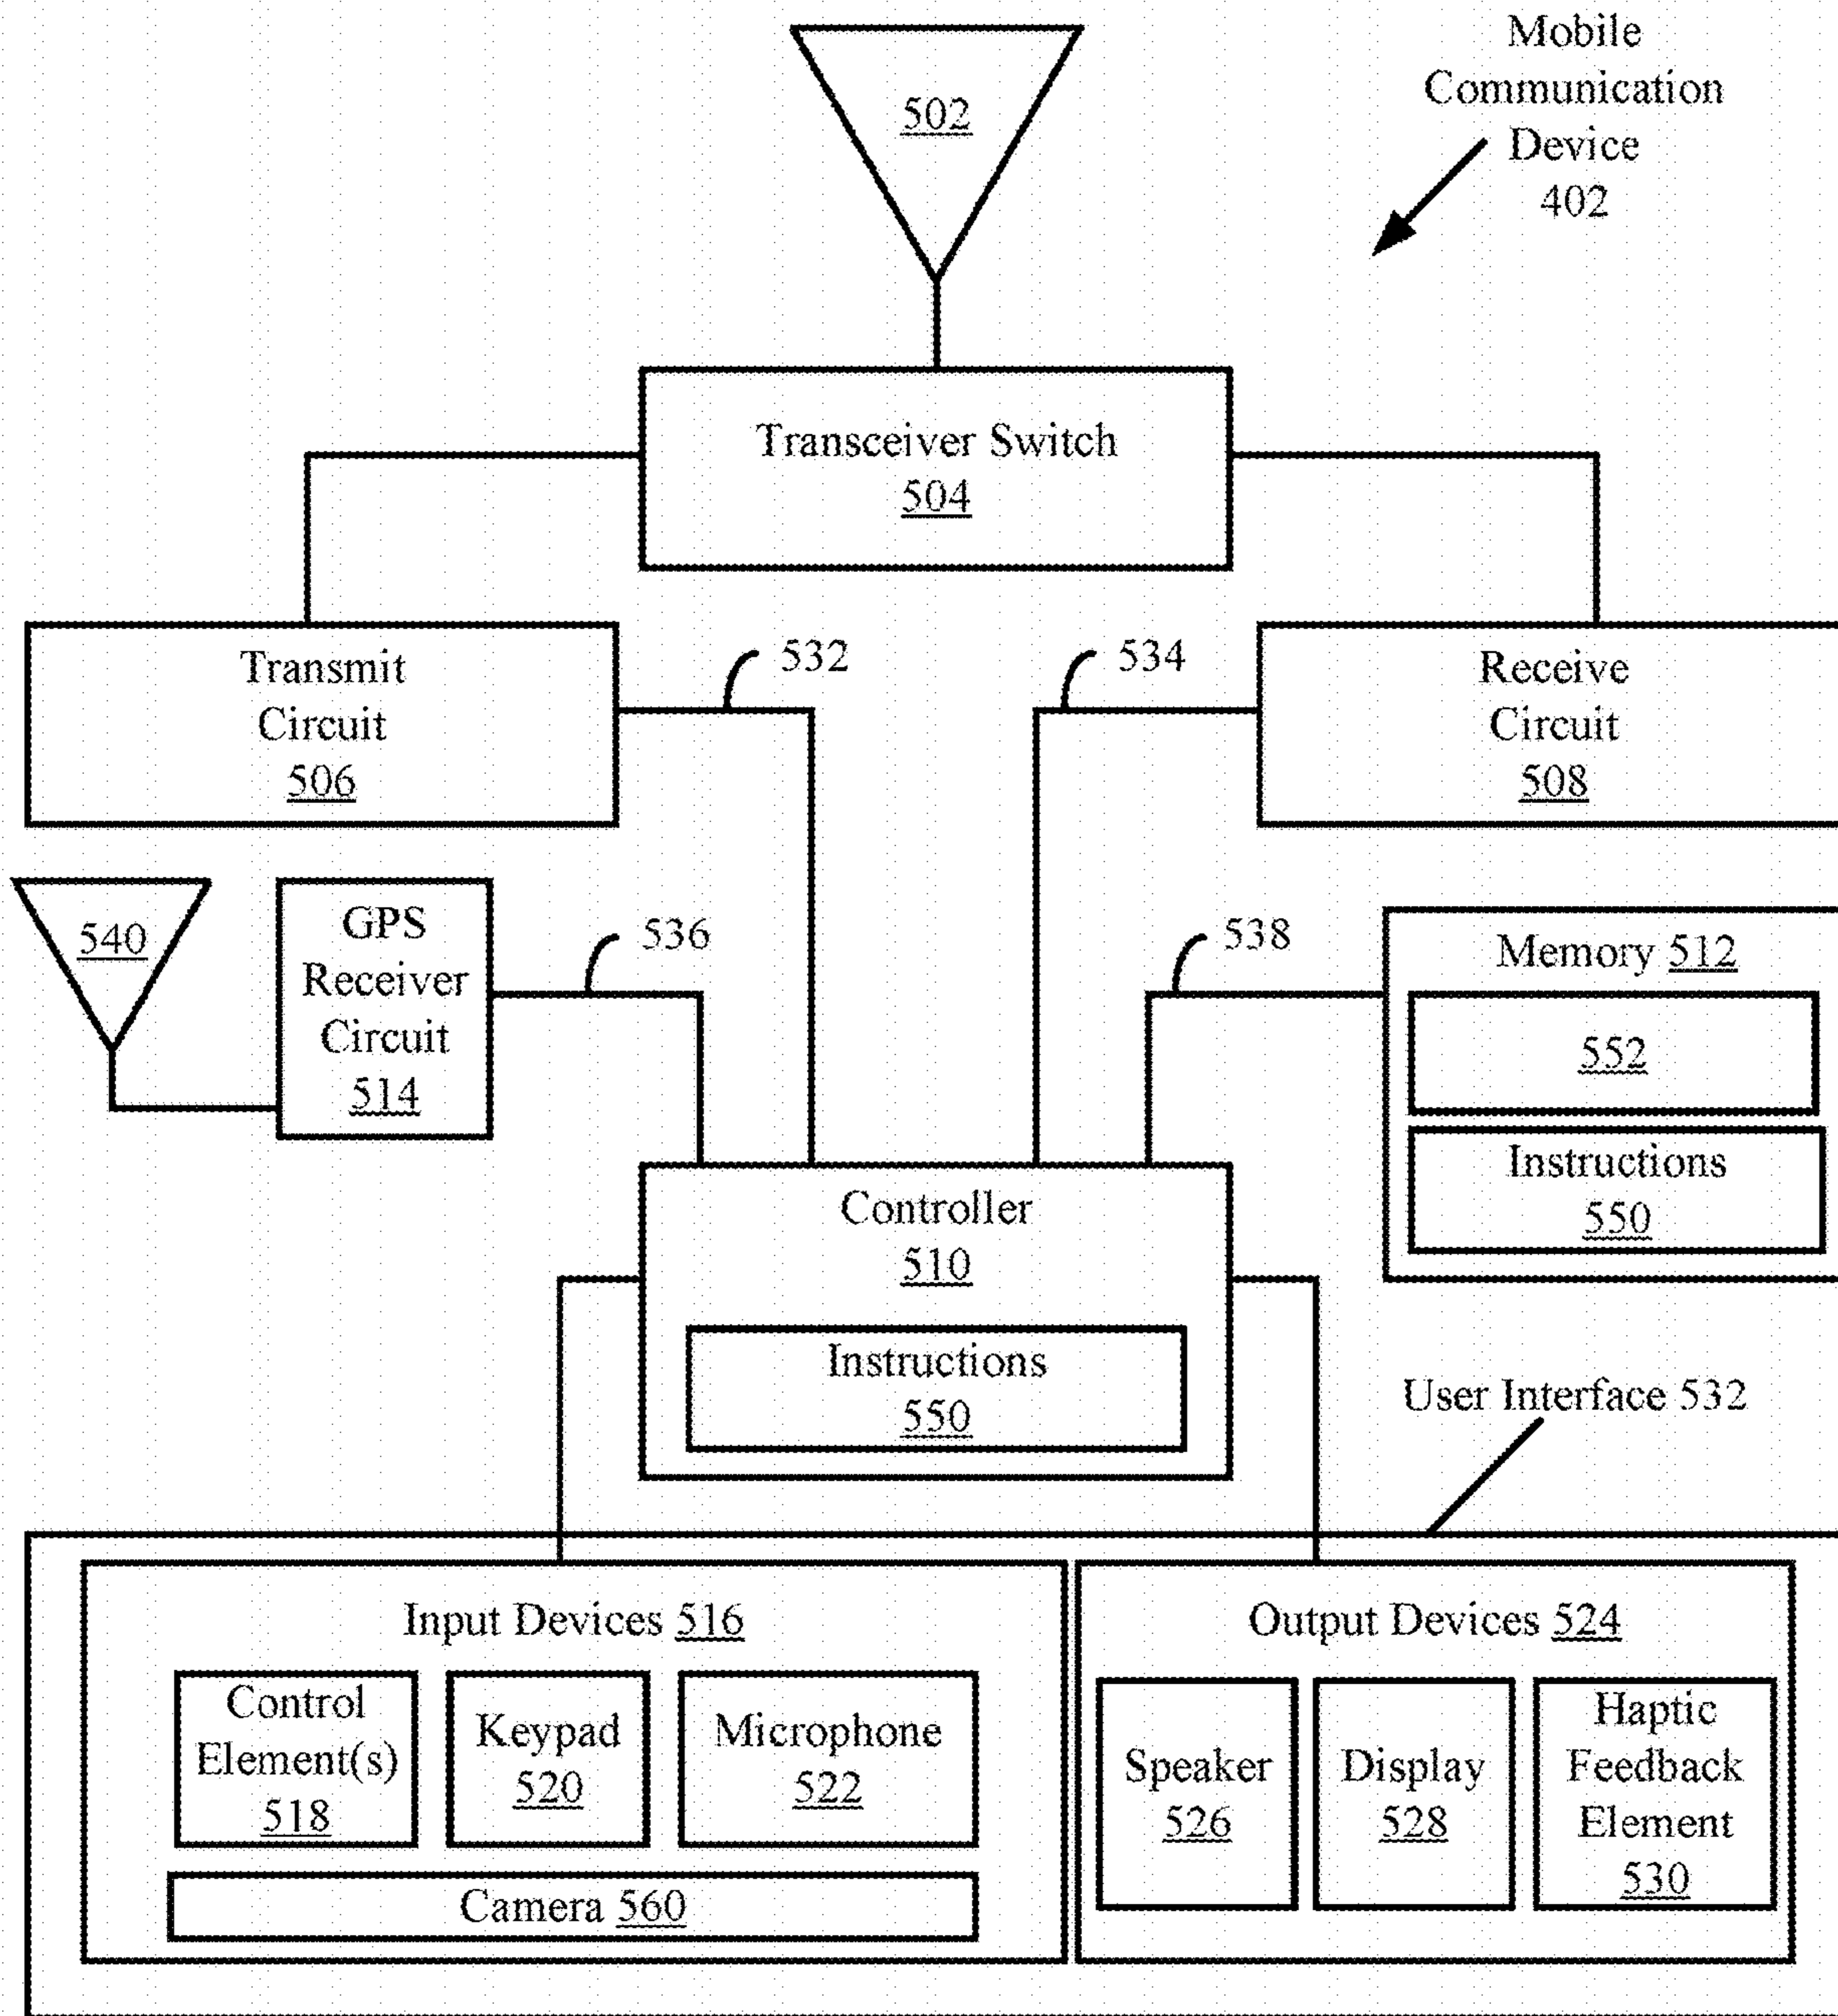 Mobile
Communication
Device
402
502
Transceiver Switch
504
Transmit
Circuit
506
532
534
Receive
Circuit
508
540
GPS
Receiver
Circuit
514
536
538
Memory 512
552
Instructions
550
Controller
510
Instructions
550
User Interface 532
Input Devices 516
Control
Element(s)
518
Keypad
520
Microphone
522
Camera 560
Output Devices 524
Speaker
526
Display
528
Haptic
Feedback
Element
530